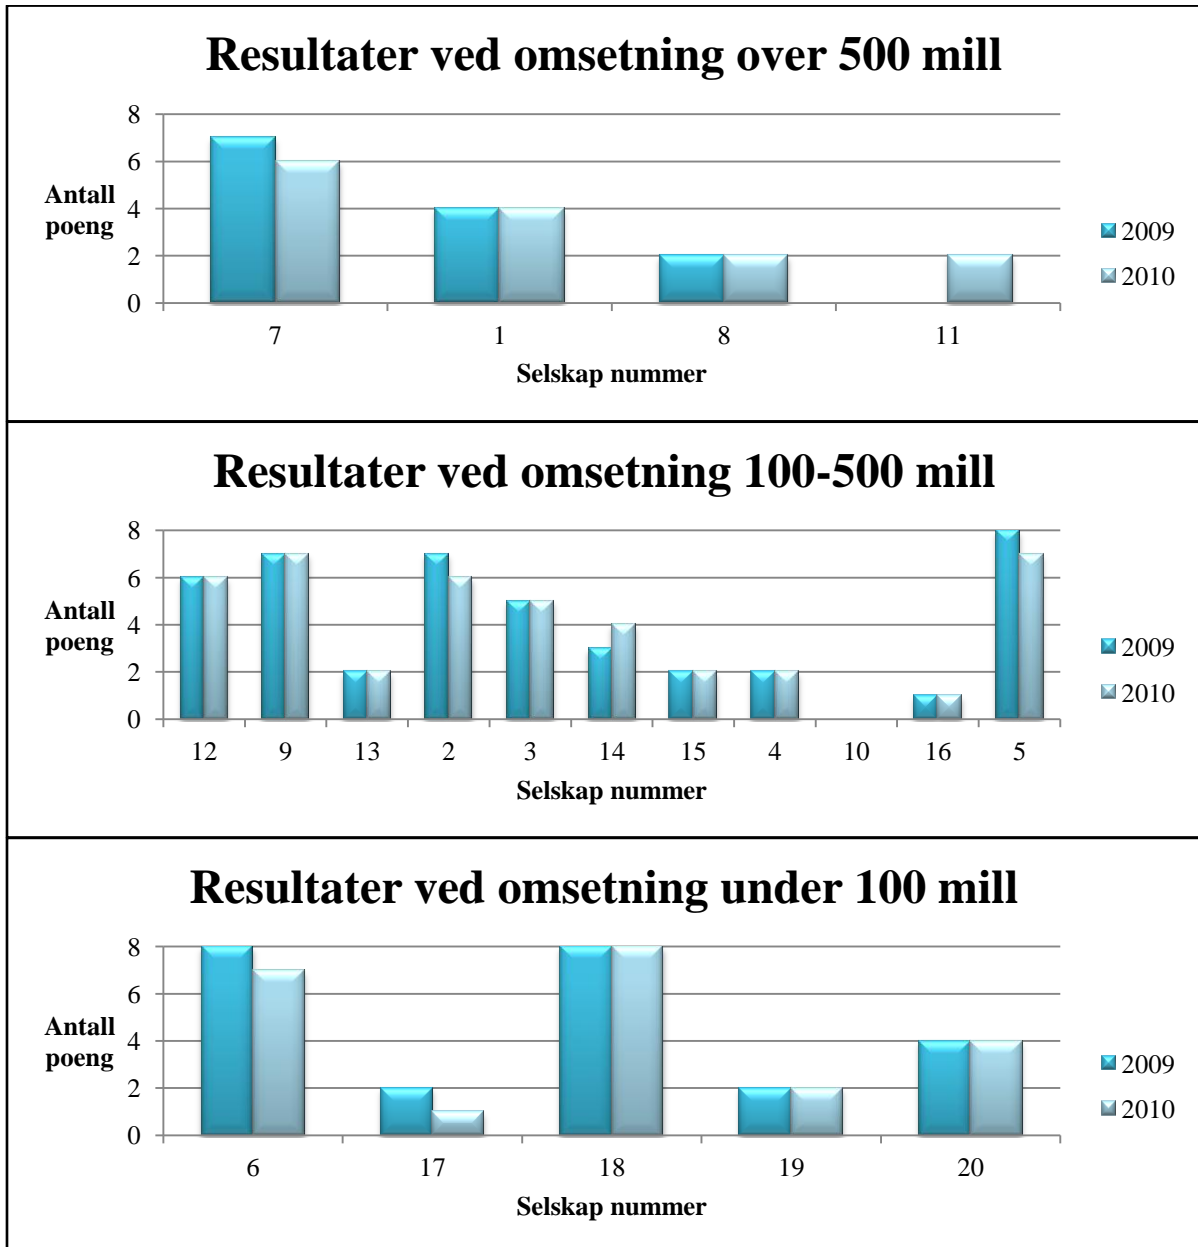 Resultater ved omsetning over 500 mill
8
6
4
2
0
Antall
poeng
7 1 8 11
Selskap nummer
2009
2010
Resultater ved omsetning 100-500 mill
8
6
4
2
0
Antall
poeng
12 9 13 2 3 14 15 4 10 16 5
Selskap nummer
2009
2010
Resultater ved omsetning under 100 mill
8
6
4
2
0
Antall
poeng
6 17 18 19 20
Selskap nummer
2009
2010